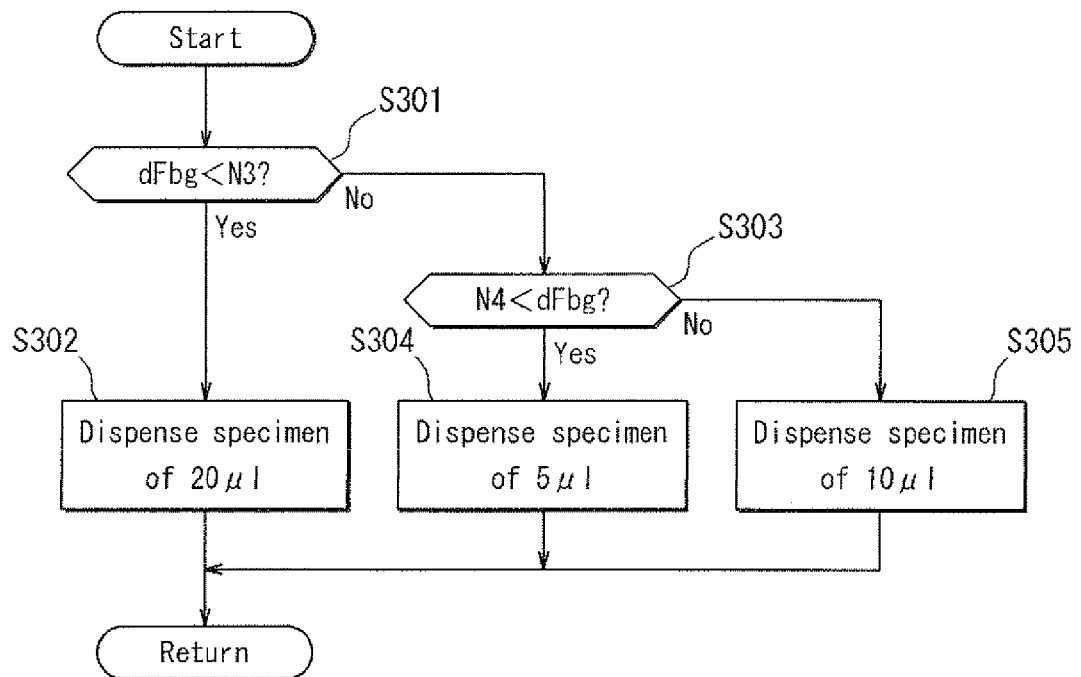 Start
S301
dFbg<N3?
No
Yes
S303
N4<dFbg?
No
Yes
S302
S304
S305
Dispense specimen
of 20μl
Dispense specimen
of 5μl
Dispense specimen
of 10μl
Return